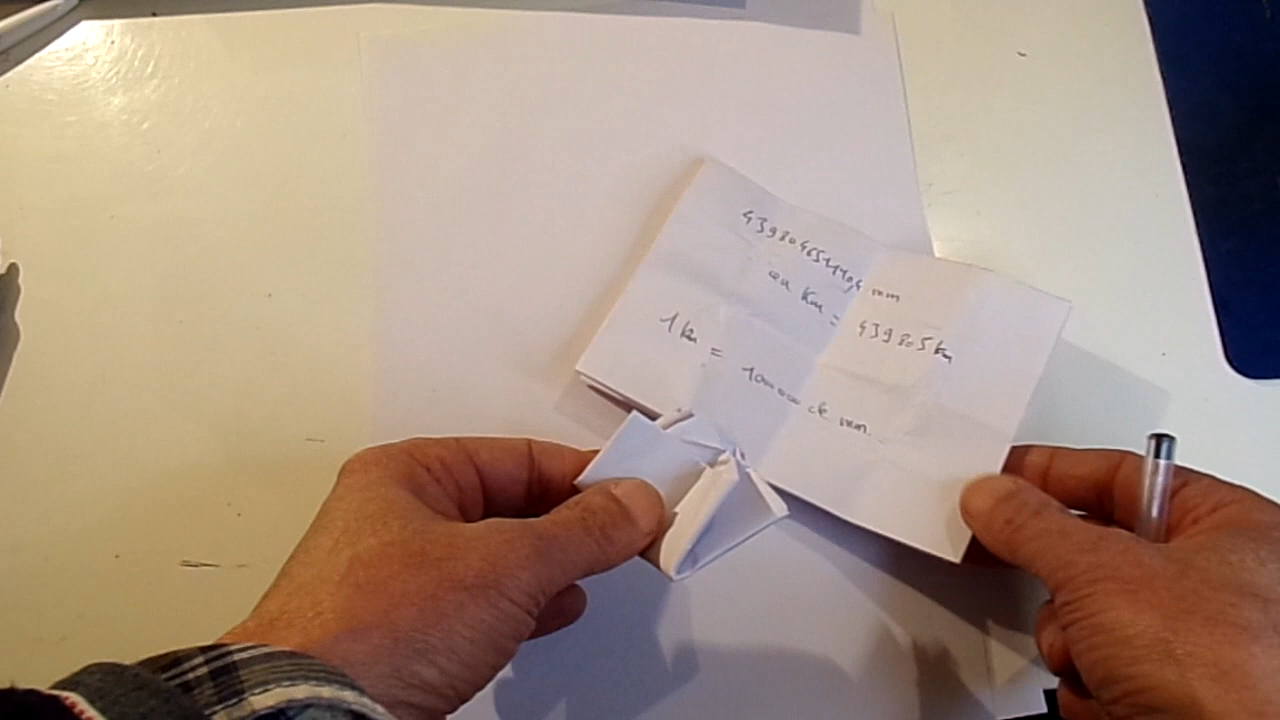 439804651110,4 mm
en Km = 439805 km
1 km = 1000000 de mm.